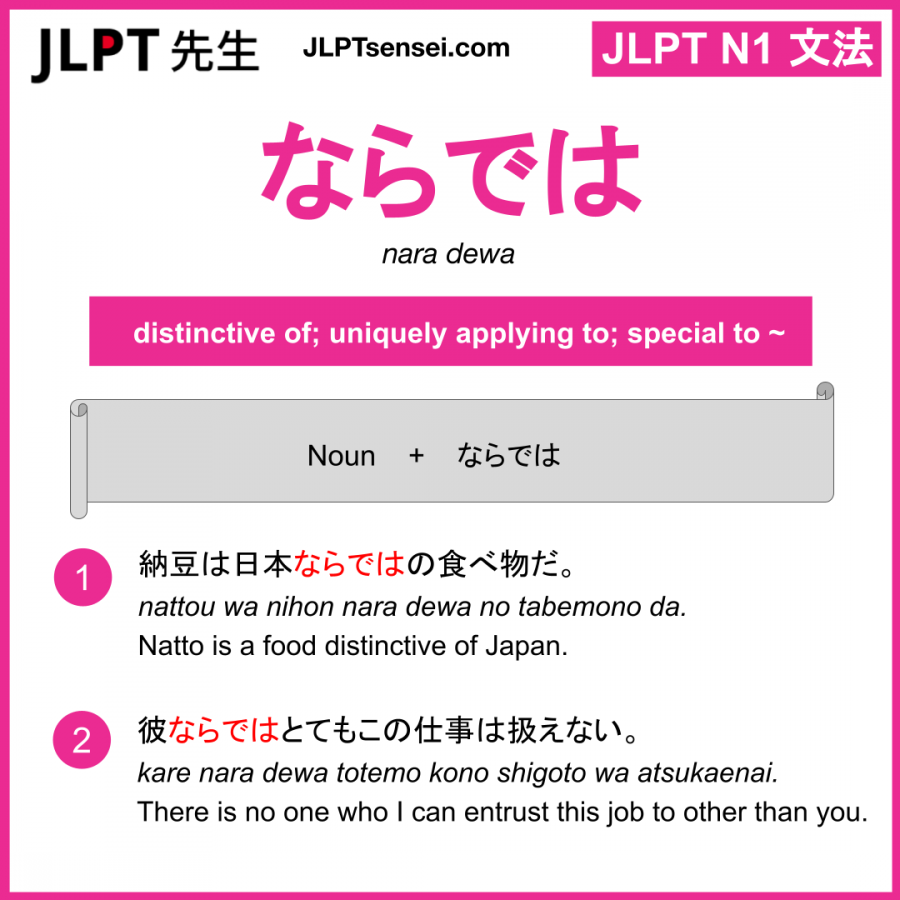 JLPT 先生
JLPTsensei.com
JLPT N1 文法
ならでは
nara dewa
distinctive of; uniquely applying to; special to ~
Noun + ならでは
1
納豆は日本ならではの食べ物だ。
nattou wa nihon nara dewa no tabemono da.
Natto is a food distinctive of Japan.
2
彼ならではとてもこの仕事は扱えない。
kare nara dewa totemo kono shigoto wa atsukaenai.
There is no one who I can entrust this job to other than you.